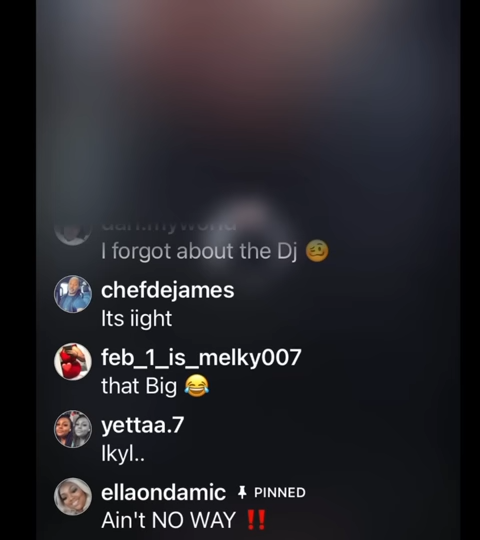 I forgot about the Dj 🥴
chefdejames
Its iight
feb_1_is_melky007
that Big 😂
yettaa.7
Ikyl..
ellaondamic PINNED
Ain't NO WAY ‼️